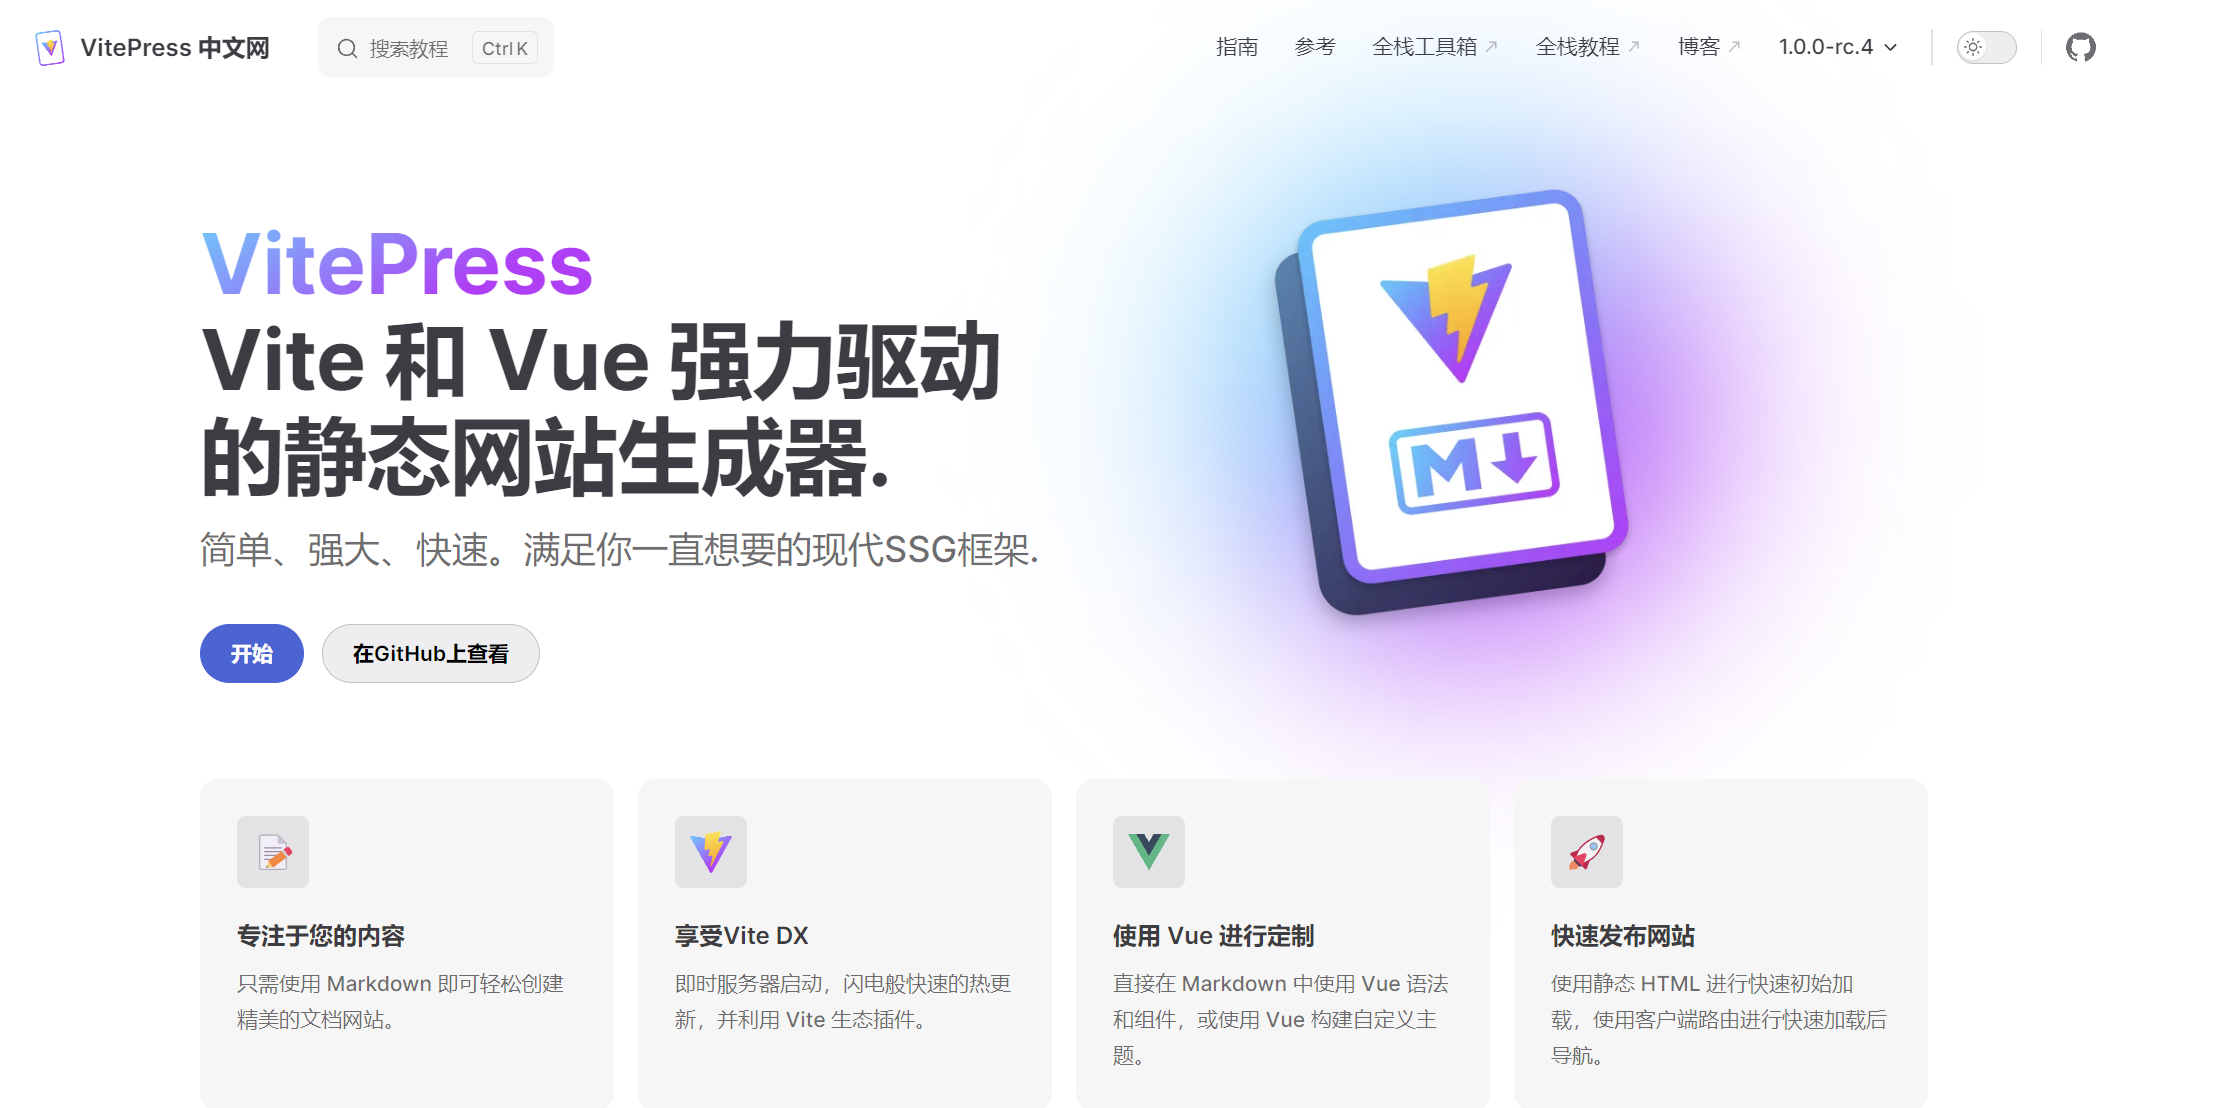 VitePress 中文网
搜索教程
Ctrl K
指南
参考
全栈工具箱
全栈教程
博客
1.0.0-rc.4
VitePress
Vite 和 Vue 强力驱动
的静态网站生成器.
简单、强大、快速。满足你一直想要的现代SSG框架.
开始
在GitHub上查看
M
专注于您的内容
只需使用 Markdown 即可轻松创建
精美的文档网站。
享受Vite DX
即时服务器启动，闪电般快速的热更
新，并利用 Vite 生态插件。
使用 Vue 进行定制
直接在 Markdown 中使用 Vue 语法
和组件，或使用 Vue 构建自定义主
题。
快速发布网站
使用静态 HTML 进行快速初始加
载，使用客户端路由进行快速加载后
导航。